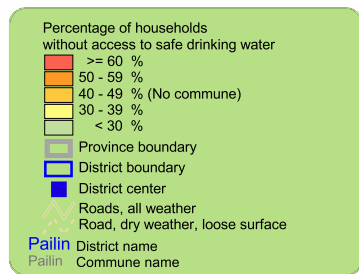 Percentage of households
without access to safe drinking water
>= 60 %
50 - 59 %
40 - 49 % (No commune)
30 - 39 %
< 30 %
Province boundary
District boundary
District center
Roads, all weather
Road, dry weather, loose surface
Pailin District name
Pailin Commune name